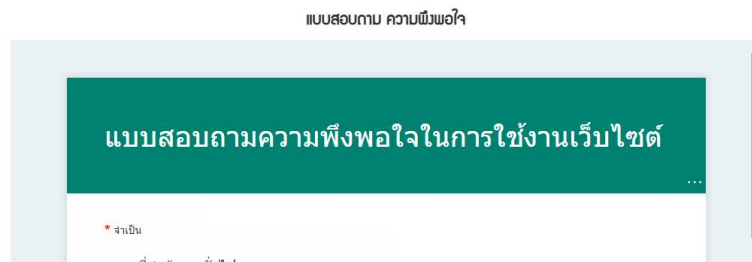 แบบสอบถาม ความพึงพอใจ
แบบสอบถามความพึงพอใจในการใช้งานเว็บไซต์
...
* จำเป็น